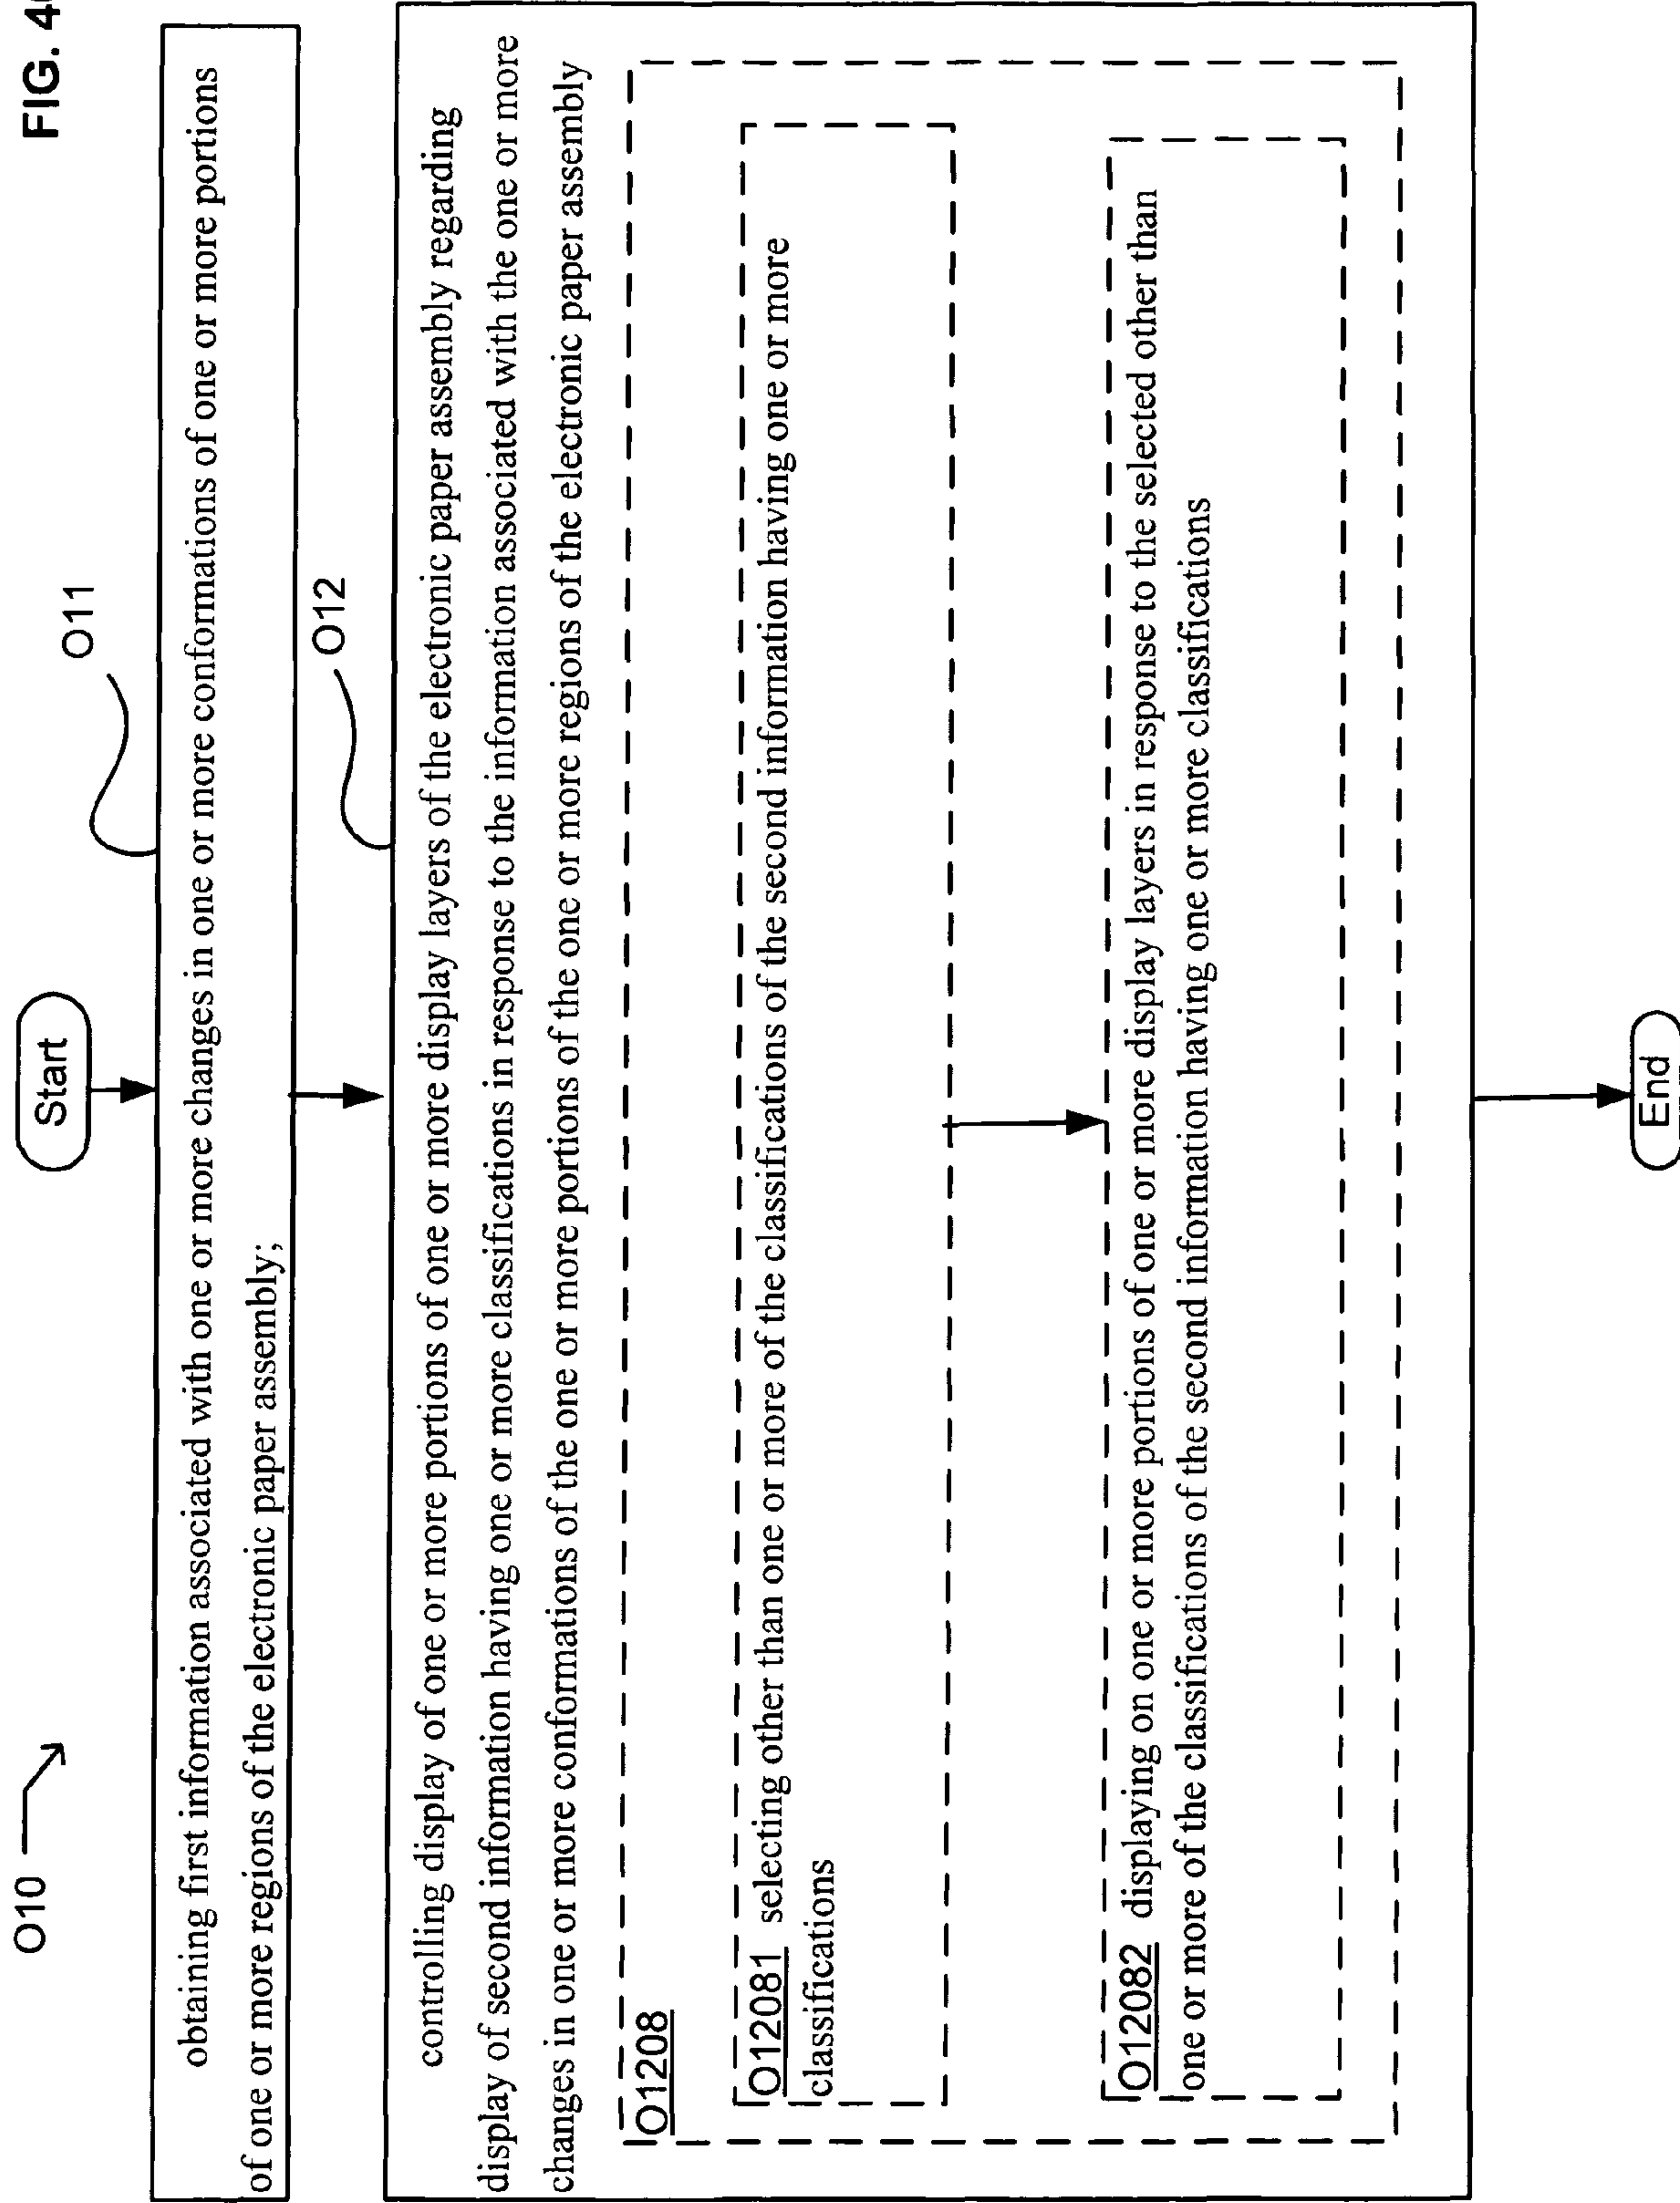 FIG. 4
O10
Start
O11
obtaining first information associated with one or more changes in one or more conformations of one or more portions
of one or more regions of the electronic paper assembly;
O12
controlling display of one or more portions of one or more display layers of the electronic paper assembly regarding
display of second information having one or more classifications in response to the information associated with the one or more
changes in one or more conformations of the one or more portions of the one or more regions of the electronic paper assembly
O1208
O12081 selecting other than one or more of the classifications of the second information having one or more
classifications
O12082 displaying on one or more portions of one or more display layers in response to the selected other than
one or more of the classifications of the second information having one or more classifications
End